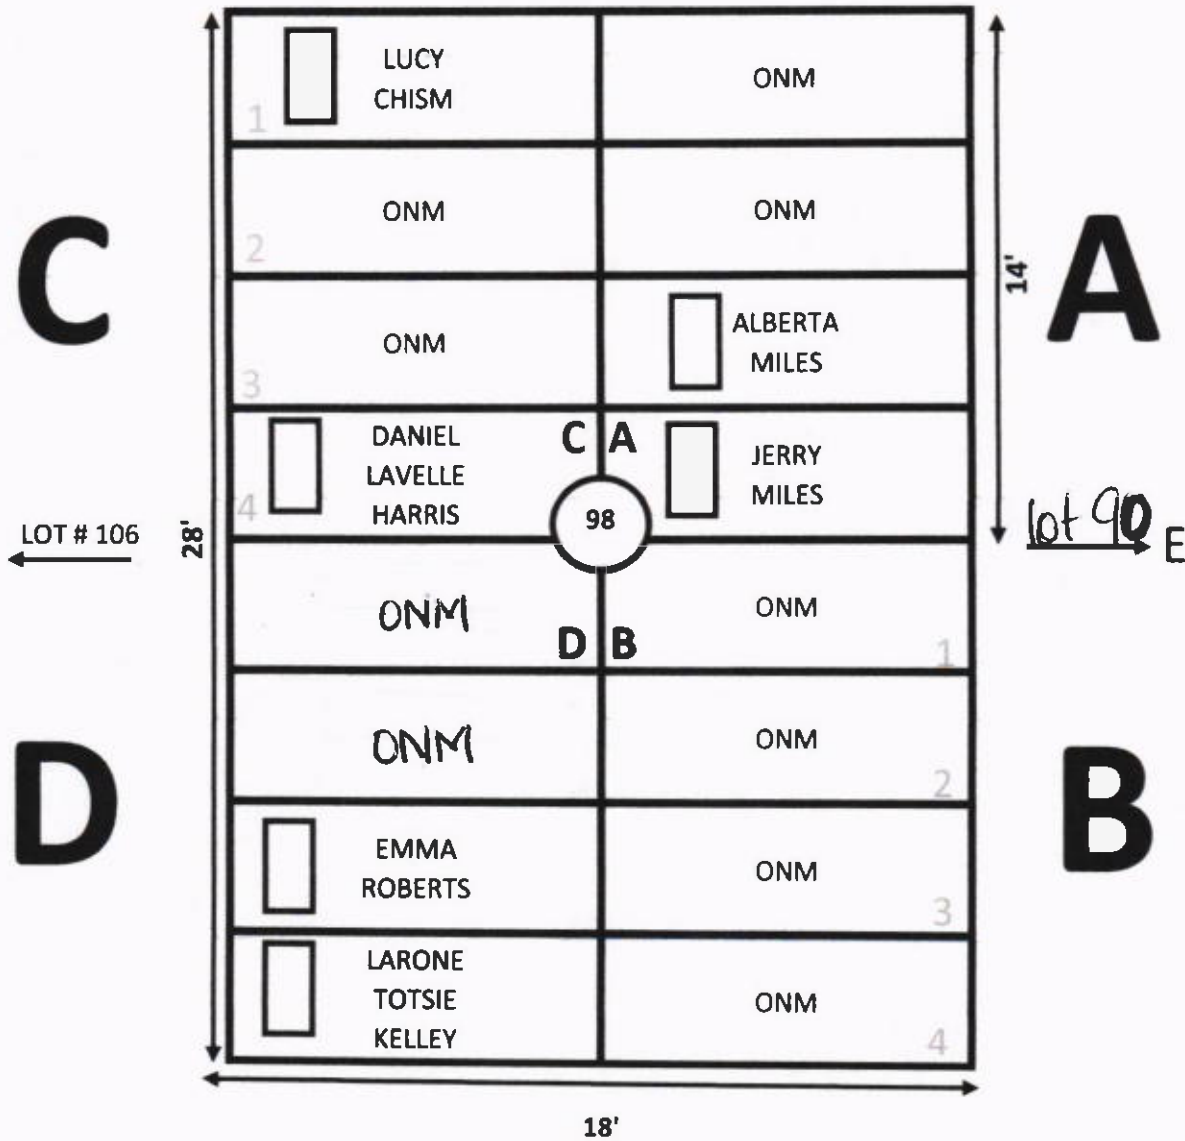 LUCY
CHISM
1
ONM
ONM
2
ONM
C
A
14'
ONM
3
ALBERTA
MILES
DANIEL
LAVELLE
HARRIS
4
C A
JERRY
MILES
98
LOT # 106
28'
lot 90
E
ONM
ONM
D B
1
ONM
ONM
2
D
B
EMMA
ROBERTS
ONM
3
LARONE
TOTSIE
KELLEY
ONM
4
18'